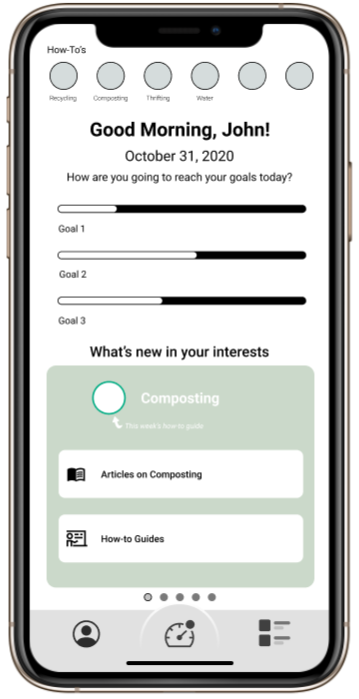 How-To's
Recycling Composting Thrifting Water
Good Morning, John!
October 31, 2020
How are you going to reach your goals today?
Goal 1
Goal 2
Goal 3
What's new in your interests
Composting
This week's how-to guide
Articles on Composting
How-to Guides